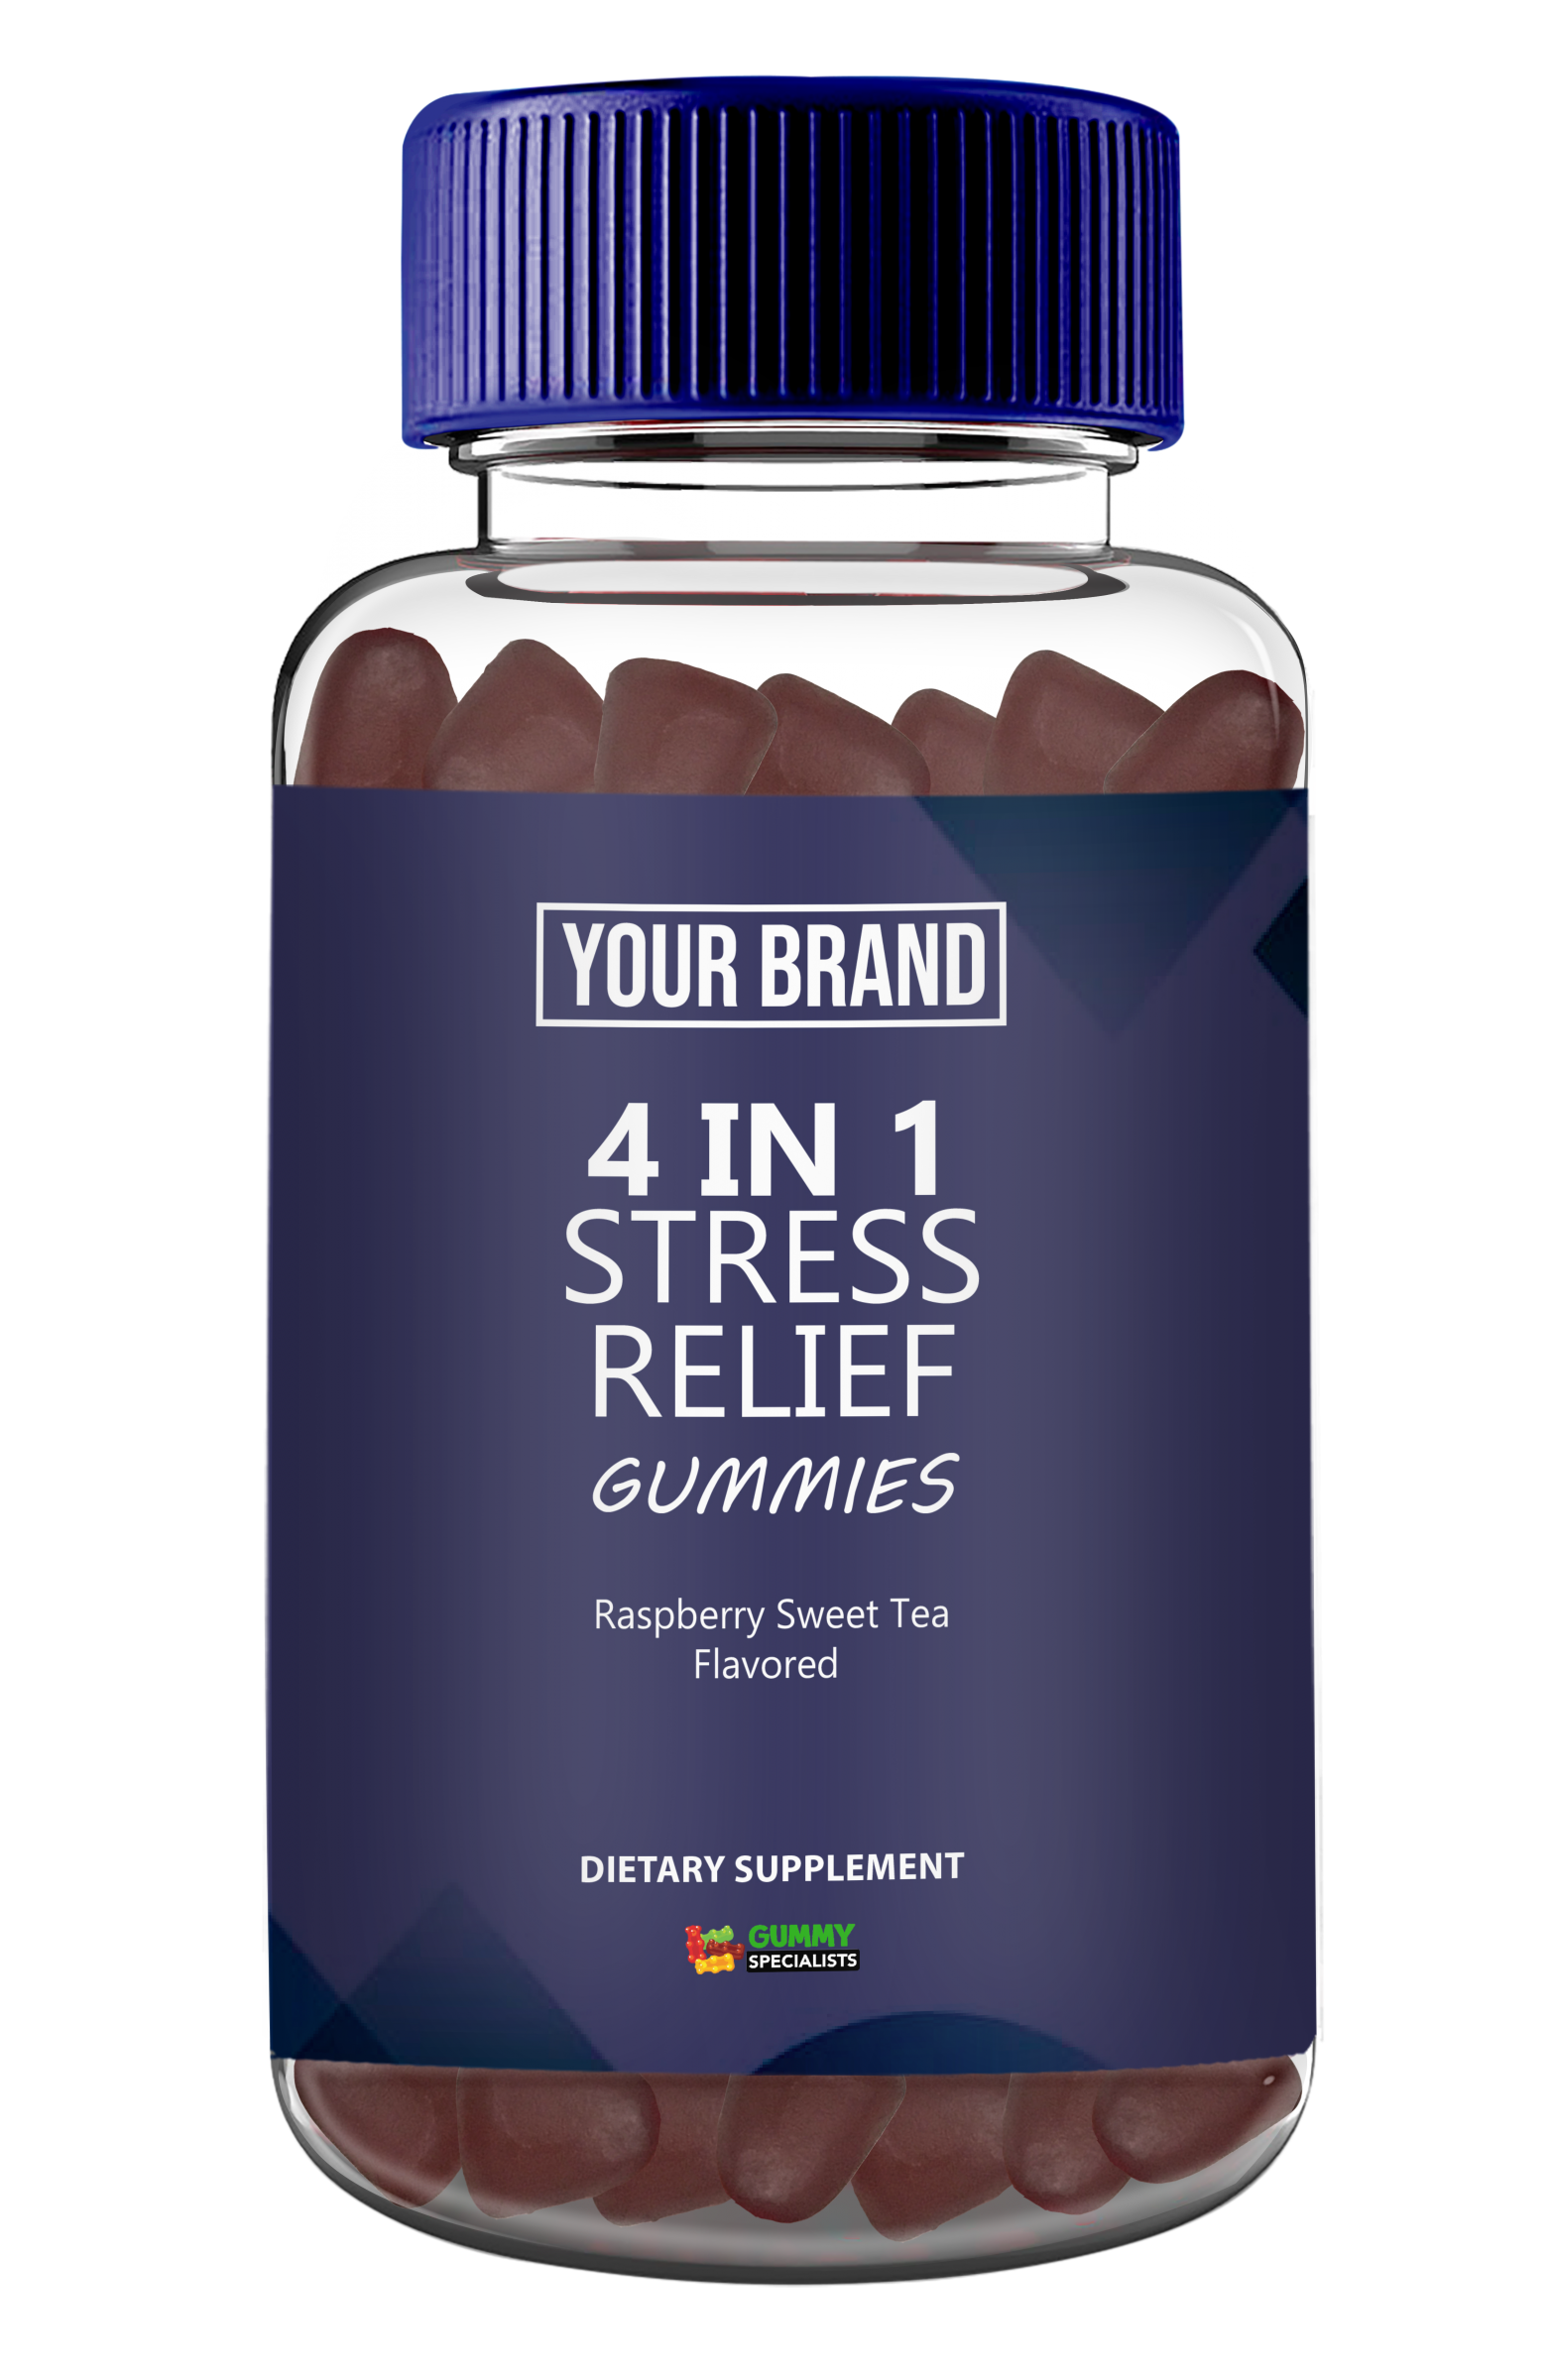 YOUR BRAND
4 IN 1
STRESS
RELIEF
GUMMIES
Raspberry Sweet Tea
Flavored
DIETARY SUPPLEMENT
GUMMY
SPECIALISTS